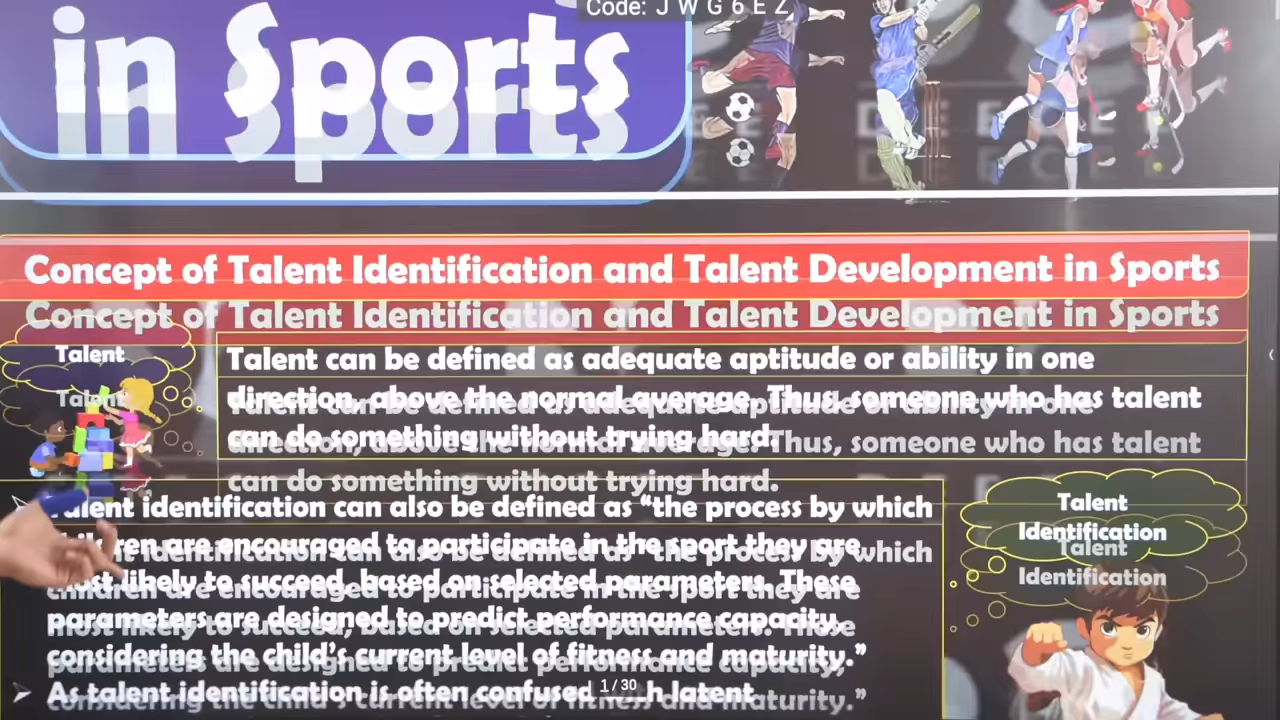 Code: J W G 6 E Z
in Sports
Concept of Talent Identification and Talent Development in Sports
Talent
Talent can be defined as adequate aptitude or ability in one
direction, above the normal average. Thus, someone who has talent
can do something without trying hard.
Talent
Identification
identification can also be defined as “the process by which
are encouraged to participate in the sport they are
likely to succeed, based on selected parameters. These
parameters are designed to predict performance capacity,
considering the child’s current level of fitness and maturity.”
As talent identification is often confused latent
1 / 30